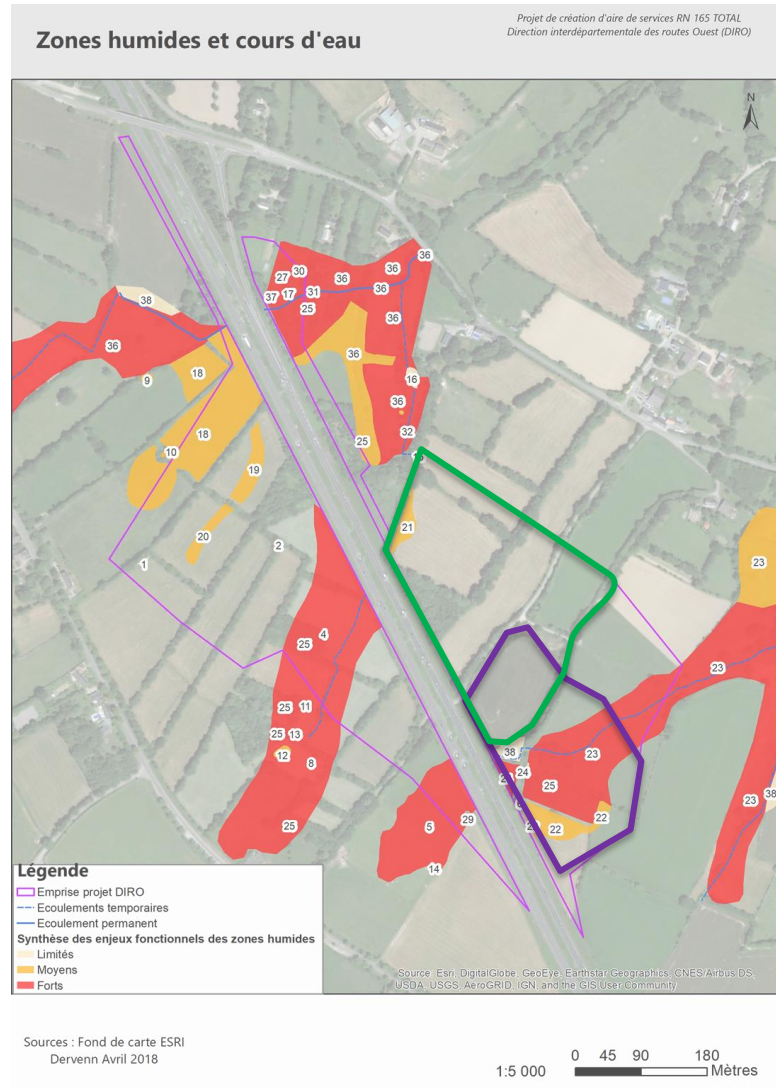 Projet de création d'aire de services RN 165 TOTAL
Direction interdépartementale des routes Ouest (DIRO)
Zones humides et cours d'eau
N
36
30
27
36
36
37
17
31
36
38
25
36
36
36
16
9
18
36
32
18
25
10
19
21
20
2
1
23
4
25
23
25
11
25
13
38
23
12
8
24
25
23
38
22
29
5
22
25
14
Légende
Emprise projet DIRO
Ecoulements temporaires
Ecoulement permanent
Synthèse des enjeux fonctionnels des zones humides
Limités
Moyens
Forts
Source: Esri, DigitalGlobe, GeoEye, Earthstar Geographics, CNES/Airbus DS,
USDA, USGS, AeroGRID, IGN, and the GIS User Community
Sources : Fond de carte ESRI
Dervenn Avril 2018
1:5 000
0 45 90 180
Mètres